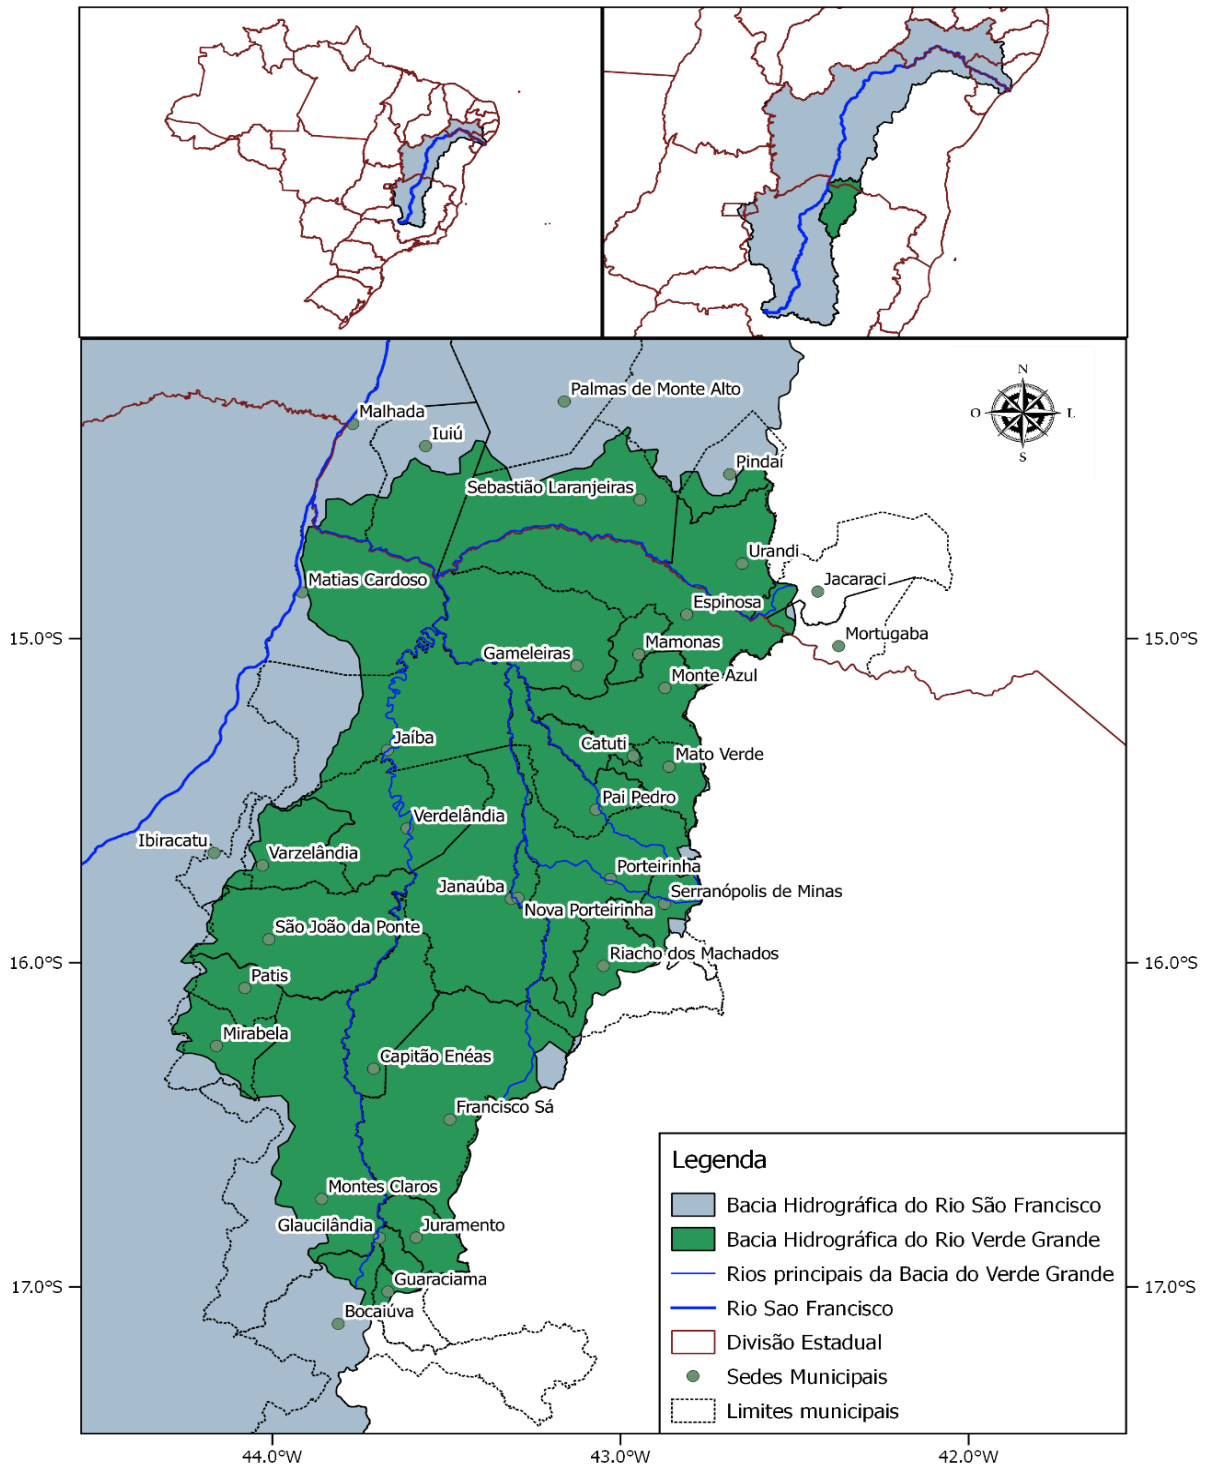 Palmas de Monte Alto
N
O
L
S
Malhada
Iuiú
Pindaí
Sebastião Laranjeiras
Urandi
Matias Cardoso
Jacaraci
Espinosa
15.0°S
Mamonas
Mortugaba
15.0°S
Gameleiras
Monte Azul
Jaíba
Catuti
Mato Verde
Pai Pedro
Verdelândia
Ibiracatu
Varzelândia
Porteirinha
Janaúba
Serranópolis de Minas
Nova Porteirinha
São João da Ponte
Riacho dos Machados
16.0°S
16.0°S
Patis
Mirabela
Capitão Enéas
Francisco Sá
Montes Claros
Glaucilândia
Juramento
Guaraciama
17.0°S
17.0°S
Bocaiúva
Legenda
Bacia Hidrográfica do Rio São Francisco
Bacia Hidrográfica do Rio Verde Grande
Rios principais da Bacia do Verde Grande
Rio Sao Francisco
Divisão Estadual
Sedes Municipais
Limites municipais
44.0°W
43.0°W
42.0°W